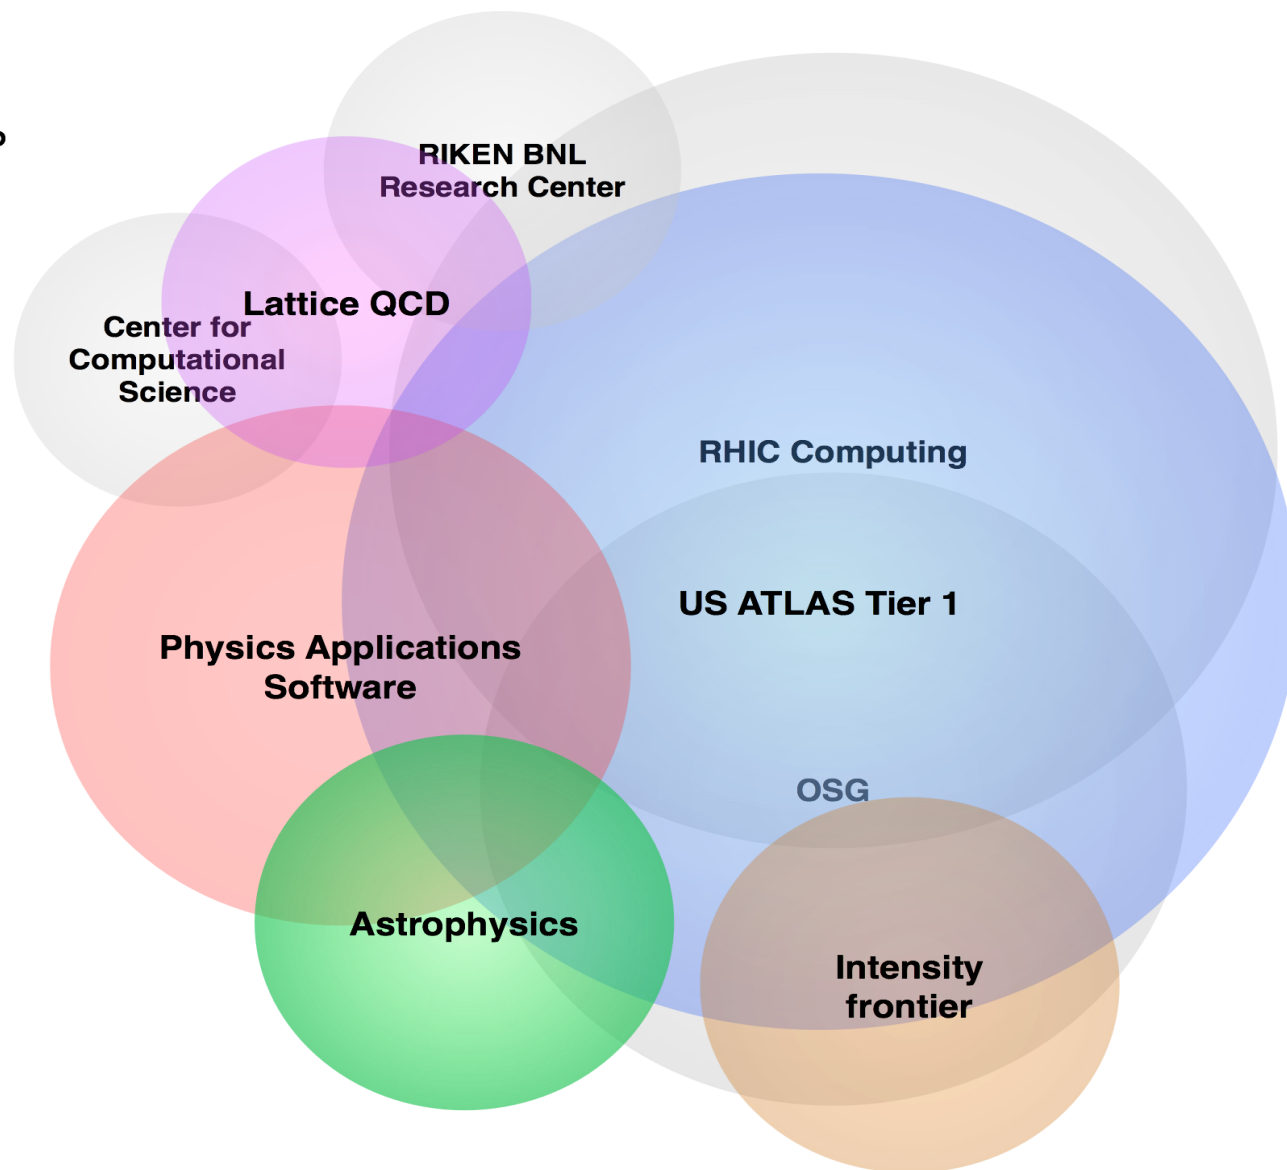 RIKEN BNL
Research Center
Lattice QCD
Center for
Computational
Science
RHIC Computing
US ATLAS Tier 1
Physics Applications
Software
OSG
Astrophysics
Intensity
frontier